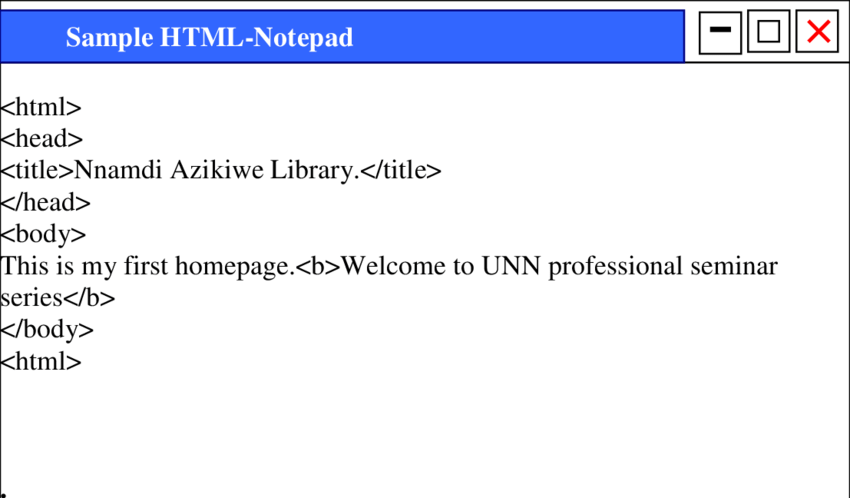 Sample HTML-Notepad
<html>
<head>
<title>Nnamdi Azikiwe Library.</title>
</head>
<body>
This is my first homepage.<b>Welcome to UNN professional seminar
series</b>
</body>
<html>